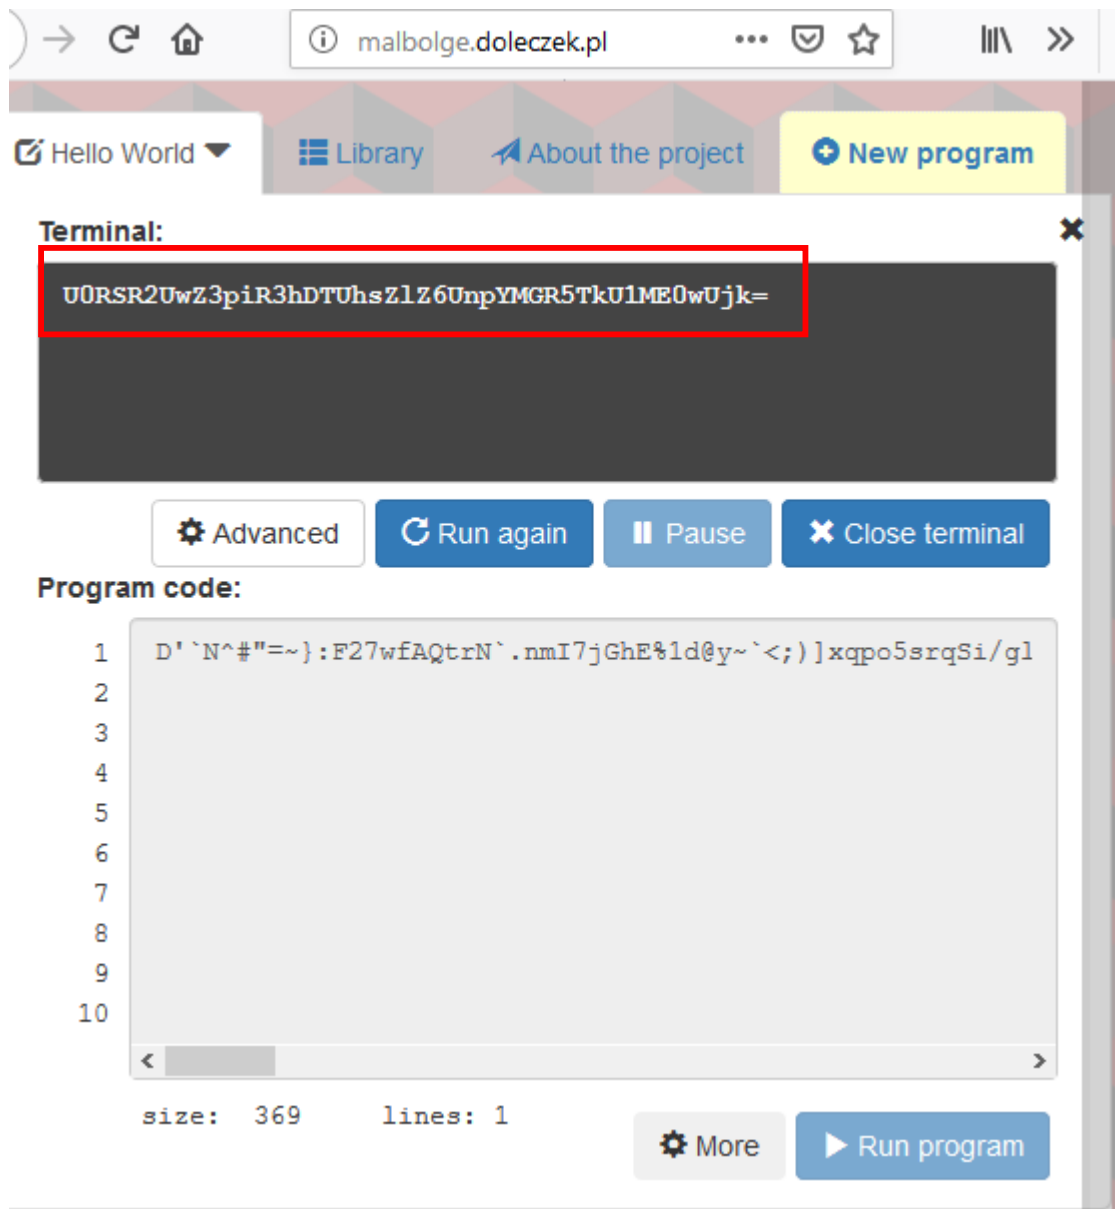 malbolge.doleczek.pl
Hello World
Library
About the project
New program
Terminal:
U0RSR2UwZ3piR3hDTUhsZlZ6UnpYMGR5TkU1ME0wUjk=
Advanced
Run again
Pause
Close terminal
Program code:
1 D'`N^#"=~}:F27wfAQtrN`.nmI7jGhE%1d@y~`<;)]xqpo5srqSi/gl
2
3
4
5
6
7
8
9
10
size: 369 lines: 1
More
Run program